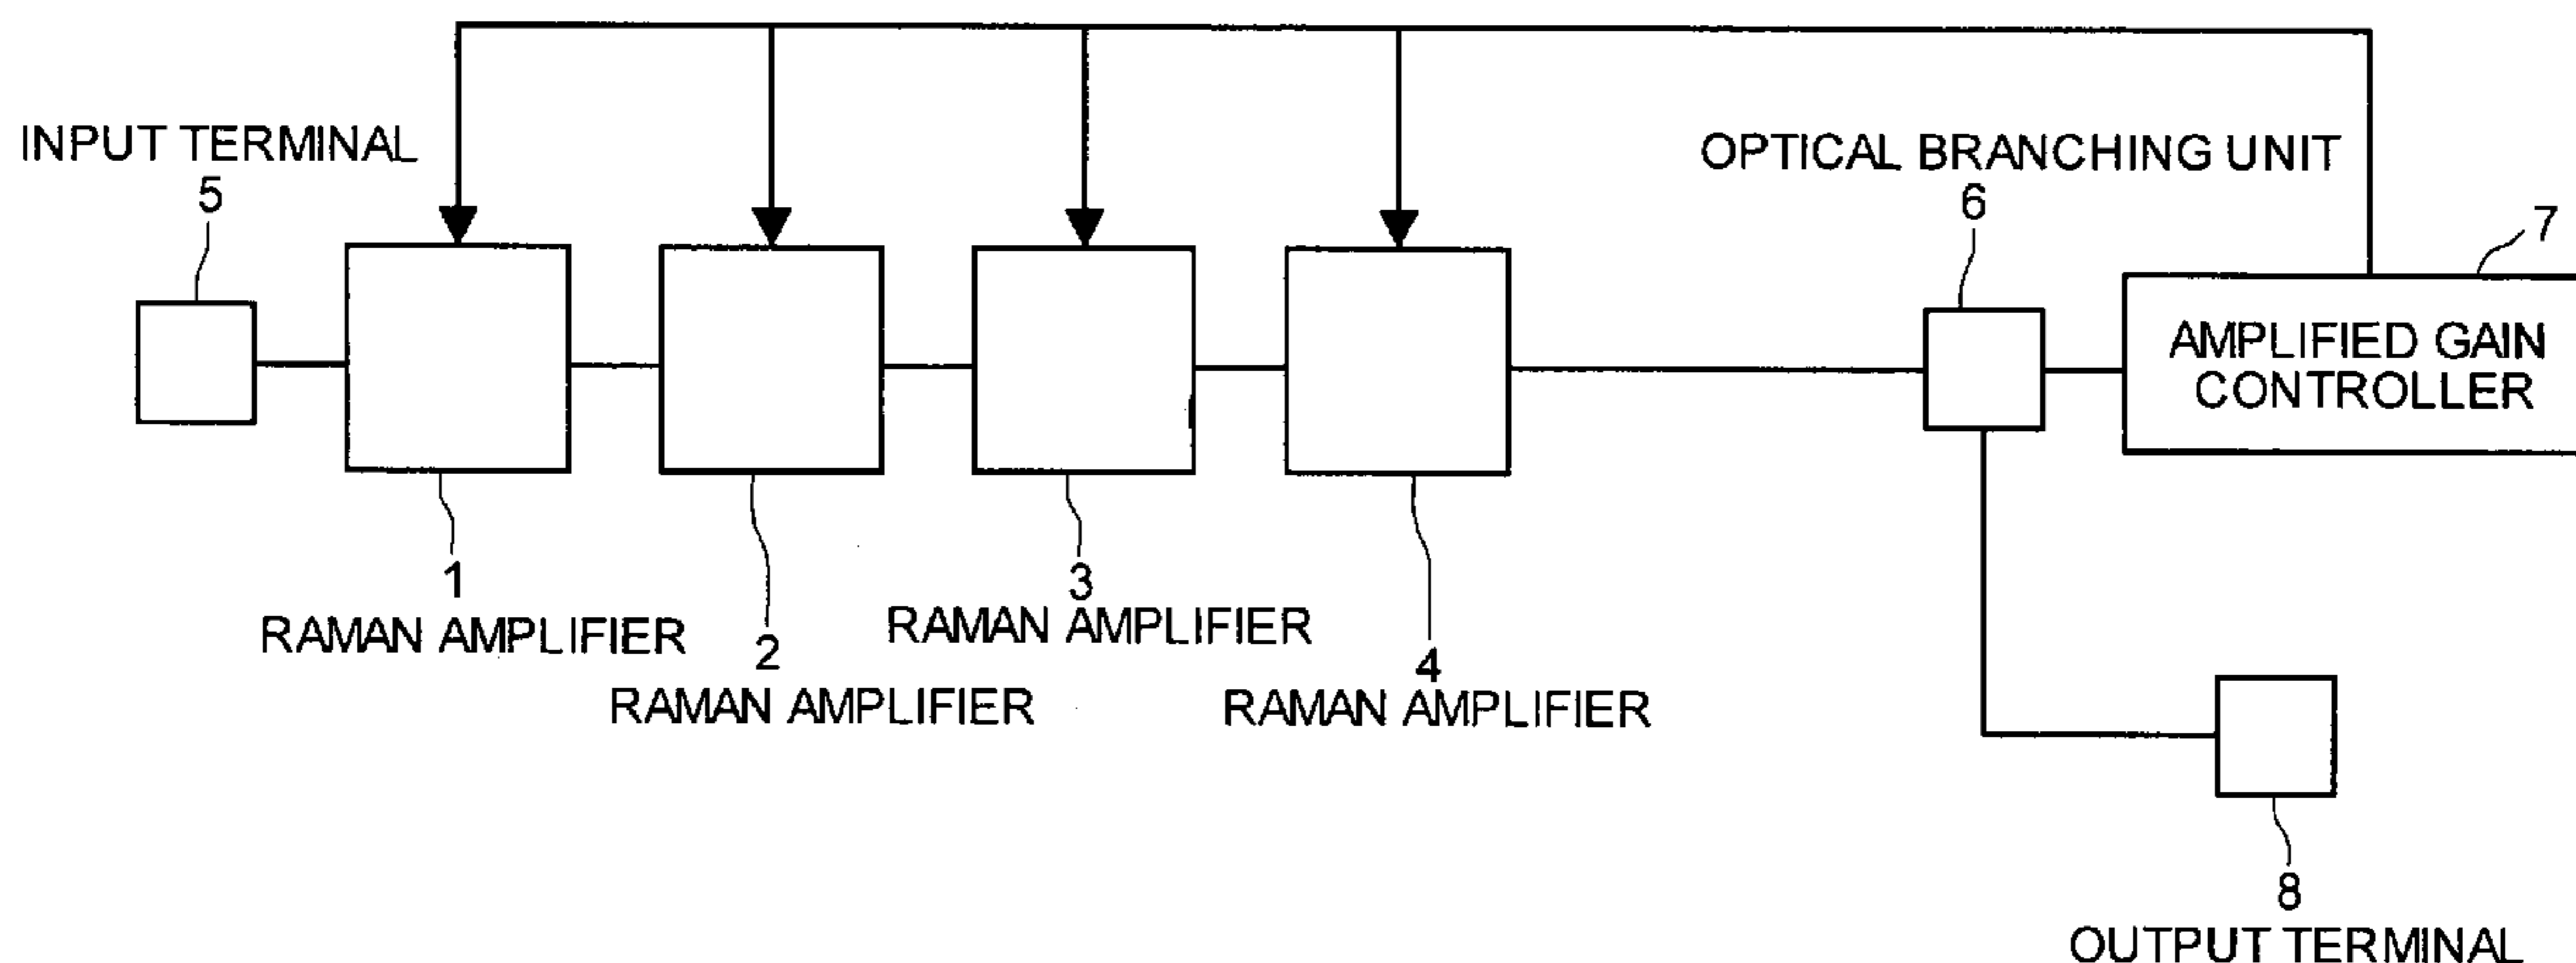 INPUT TERMINAL
5
OPTICAL BRANCHING UNIT
6
7
AMPLIFIED GAIN
CONTROLLER
1
RAMAN AMPLIFIER
2
RAMAN AMPLIFIER
3
RAMAN AMPLIFIER
4
RAMAN AMPLIFIER
8
OUTPUT TERMINAL